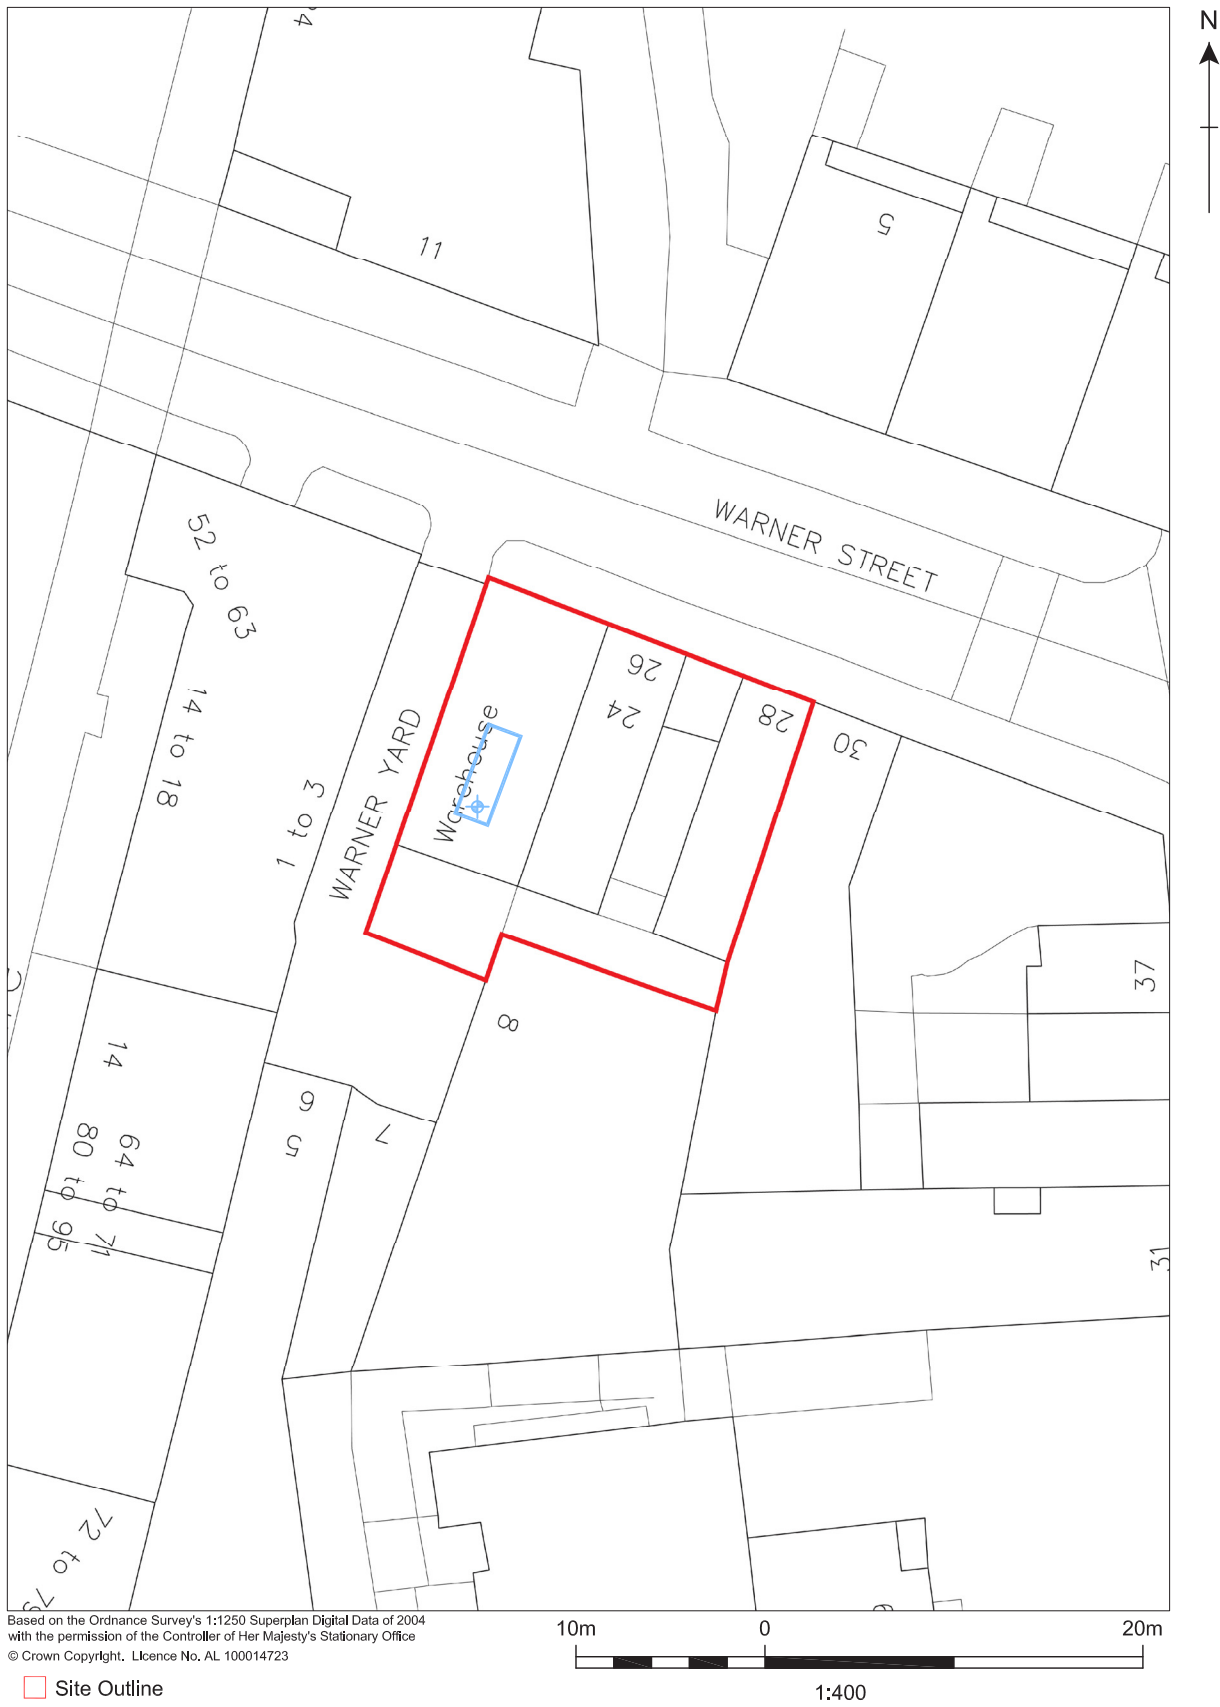 N
11
5
WARNER STREET
52 to 63
26
24
28
30
14 to 18
1 to 3
WARNER YARD
Warehouse
37
8
14
6
5
7
64 to 71
80 to 95
31
72 to 79
Based on the Ordnance Survey's 1:1250 Superplan Digital Data of 2004
with the permission of the Controller of Her Majesty's Stationary Office
© Crown Copyright. Licence No. AL 100014723
10m 0 20m
Site Outline
1:400